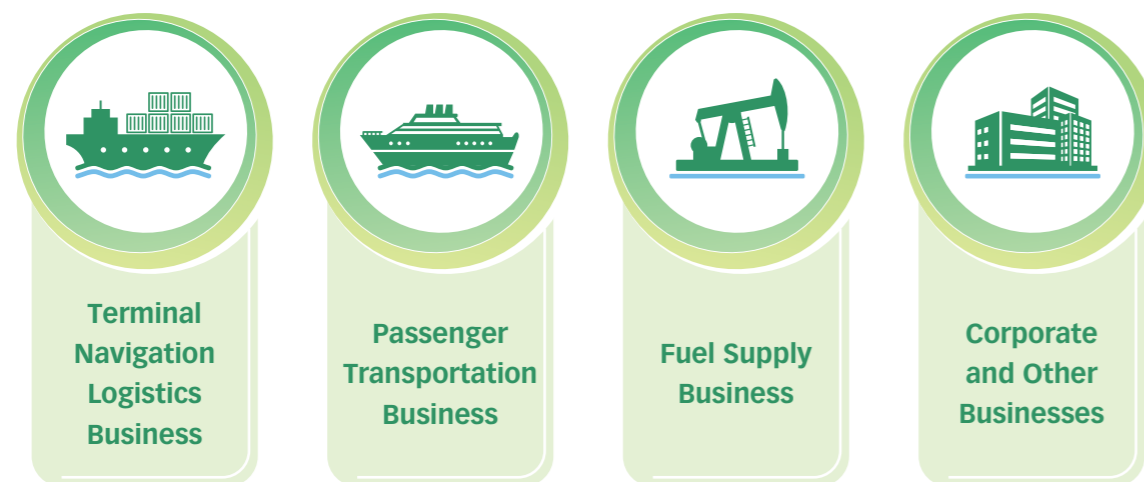 Terminal
Navigation
Logistics
Business
Passenger
Transportation
Business
Fuel Supply
Business
Corporate
and Other
Businesses